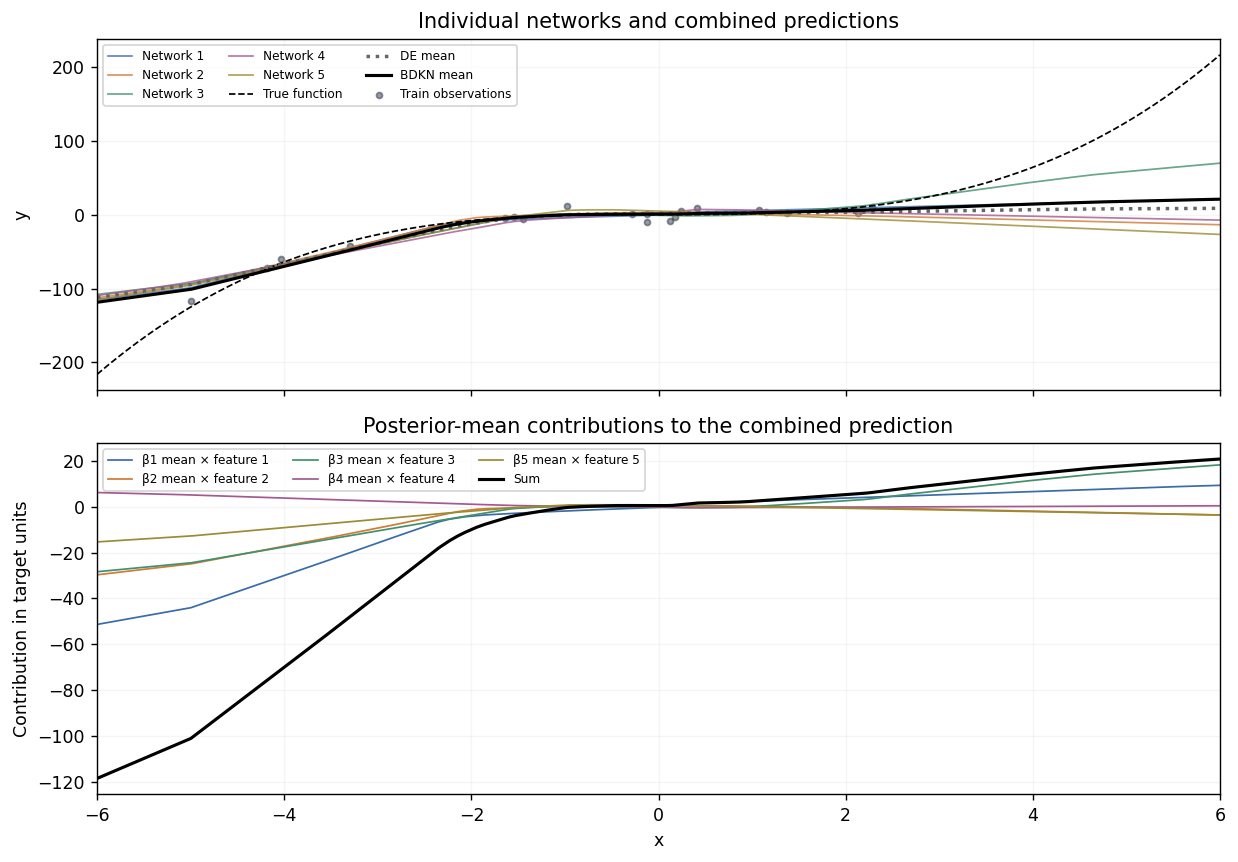 Individual networks and combined predictions
200
100
0
−100
−200
y
Network 1
Network 2
Network 3
Network 4
Network 5
True function
DE mean
BDKN mean
Train observations
Posterior-mean contributions to the combined prediction
20
0
−20
−40
−60
−80
−100
−120
Contribution in target units
β1 mean × feature 1
β2 mean × feature 2
β3 mean × feature 3
β4 mean × feature 4
β5 mean × feature 5
Sum
−6
−4
−2
0
2
4
6
x